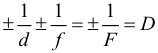 ± 1/d ± 1/f = ± 1/F = D